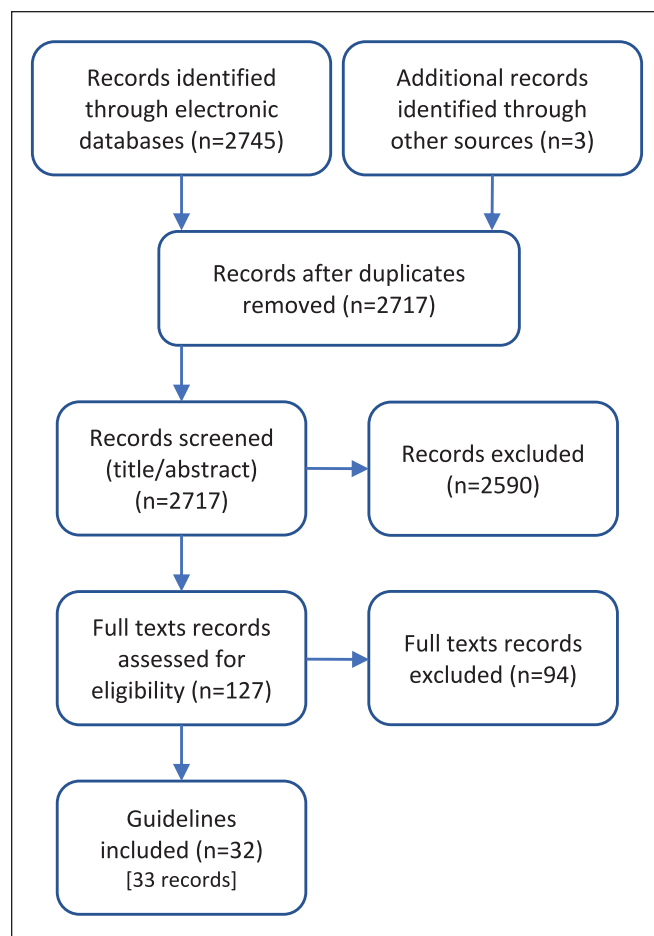 Records identified
through electronic
databases (n=2745)
Additional records
identified through
other sources (n=3)
Records after duplicates
removed (n=2717)
Records screened
(title/abstract)
(n=2717)
Records excluded
(n=2590)
Full texts records
assessed for
eligibility (n=127)
Full texts records
excluded (n=94)
Guidelines
included (n=32)
[33 records]